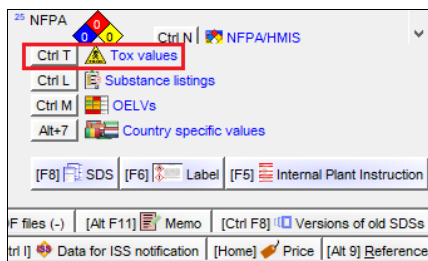 25 NFPA 0 0 0 Ctrl N NFPA/HMIS
Ctrl T Tox values
Ctrl L Substance listings
Ctrl M OELVs
Alt+7 Country specific values
[F8] SDS [F6] Label [F5] Internal Plant Instruction
F files (-) [Alt F11] Memo [Ctrl F8] Versions of old SDSs
trl I] Data for ISS notification [Home] Price [Alt 9] Reference